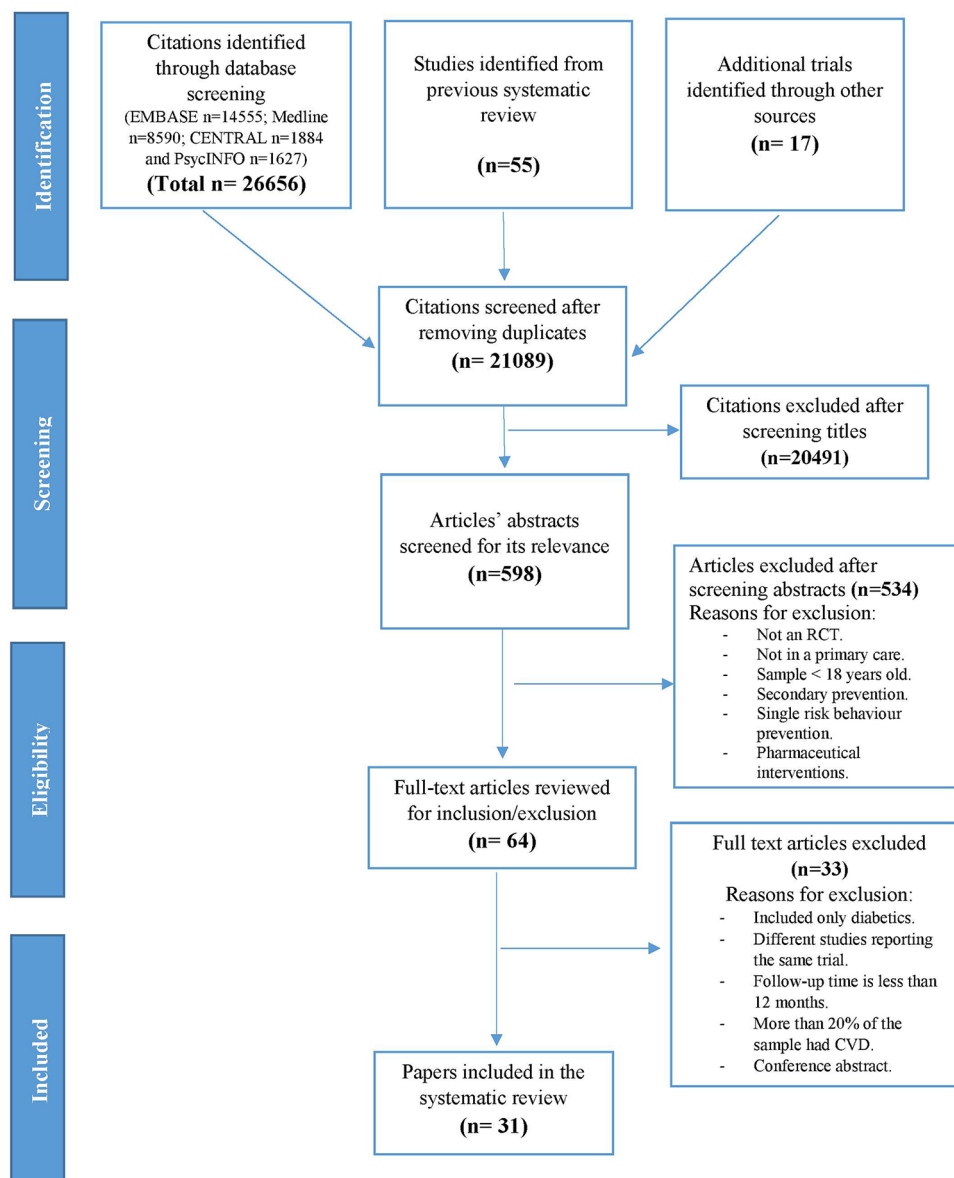 Identification
Citations identified
through database
screening
(EMBASE n=14555; Medline
n=8590; CENTRAL n=1884
and PsycINFO n=1627)
(Total n= 26656)
Studies identified from
previous systematic
review
(n=55)
Additional trials
identified through other
sources
(n= 17)
Screening
Citations screened after
removing duplicates
(n= 21089)
Citations excluded after
screening titles
(n=20491)
Articles’ abstracts
screened for its relevance
(n=598)
Articles excluded after
screening abstracts (n=534)
Reasons for exclusion:
- Not an RCT.
- Not in a primary care.
- Sample < 18 years old.
- Secondary prevention.
- Single risk behaviour
prevention.
- Pharmaceutical
interventions.
Eligibility
Full-text articles reviewed
for inclusion/exclusion
(n= 64)
Full text articles excluded
(n=33)
Reasons for exclusion:
- Included only diabetics.
- Different studies reporting
the same trial.
- Follow-up time is less than
12 months.
- More than 20% of the
sample had CVD.
- Conference abstract.
Included
Papers included in the
systematic review
(n= 31)